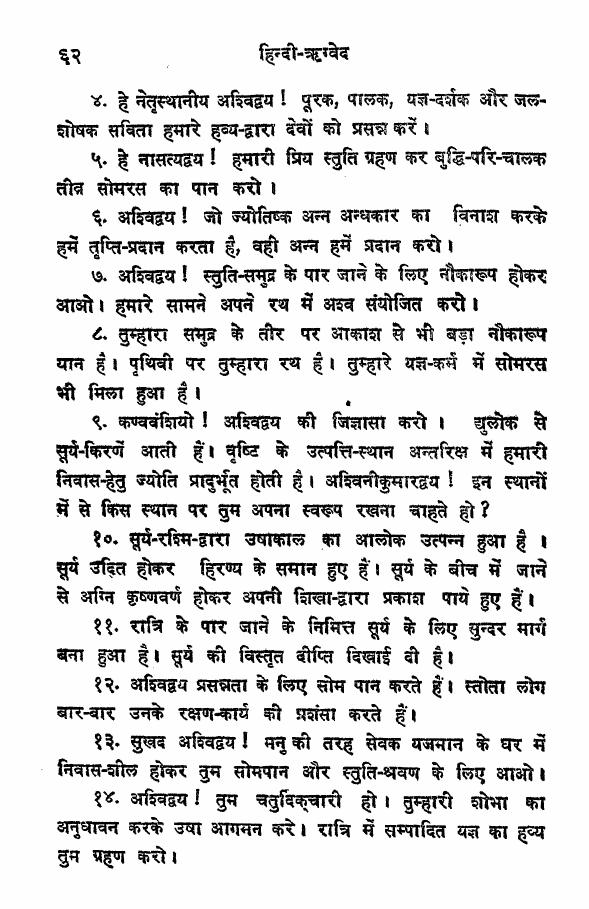 ६२ हिन्दी-ऋग्वेद
४. हे नेतृस्थानीय अश्विद्वय! पूरक, पालक, यज्ञ-दर्शक और जल-
शोषक सविता हमारे हव्य-द्वारा देवों को प्रसन्न करें।
५. हे नासत्यद्वय! हमारी प्रिय स्तुति ग्रहण कर बुद्धि-परि-चालक
तीव्र सोमरस का पान करो।
६. अश्विद्वय! जो ज्योतिष्क अन्न अन्धकार का विनाश करके
हमें तृप्ति-प्रदान करता है, वही अन्न हमें प्रदान करो।
७. अश्विद्वय! स्तुति-समुद्र के पार जाने के लिए नौकारूप होकर
आओ। हमारे सामने अपने रथ में अश्व संयोजित करो।
८. तुम्हारा समुद्र के तीर पर आकाश से भी बड़ा नौकारूप
यान है। पृथिवी पर तुम्हारा रथ है। तुम्हारे यज्ञ-कर्म में सोमरस
भी मिला हुआ है।
९. कण्ववंशियो! अश्विद्वय की जिज्ञासा करो। द्युलोक से
सूर्य-किरणें आती हैं। वृष्टि के उत्पत्ति-स्थान अन्तरिक्ष में हमारी
निवास-हेतु ज्योति प्रादुर्भूत होती है। अश्विनीकुमारद्वय! इन स्थानों
में से किस स्थान पर तुम अपना स्वरूप रखना चाहते हो?
१०. सूर्य-रश्मि-द्वारा उषाकाल का आलोक उत्पन्न हुआ है।
सूर्य उदित होकर हिरण्य के समान हुए हैं। सूर्य के बीच में जाने
से अग्नि कृष्णवर्ण होकर अपनी शिखा-द्वारा प्रकाश पाये हुए हैं।
११. रात्रि के पार जाने के निमित्त सूर्य के लिए सुन्दर मार्ग
बना हुआ है। सूर्य की विस्तृत दीप्ति दिखाई दी है।
१२. अश्विद्वय प्रसन्नता के लिए सोम पान करते हैं। स्तोता लोग
बार-बार उनके रक्षण-कार्य की प्रशंसा करते हैं।
१३. सुखद अश्विद्वय! मनु की तरह सेवक यजमान के घर में
निवास-शील होकर तुम सोमपान और स्तुति-श्रवण के लिए आओ।
१४. अश्विद्वय! तुम चतुर्दिक्चारी हो। तुम्हारी शोभा का
अनुधावन करके उषा आगमन करे। रात्रि में सम्पादित यज्ञ का हव्य
तुम ग्रहण करो।